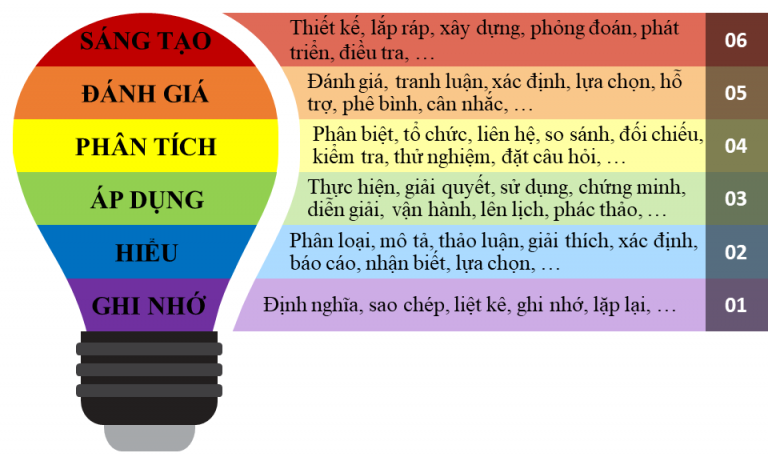 SÁNG TẠO
Thiết kế, lắp ráp, xây dựng, phỏng đoán, phát
triển, điều tra, …
06
ĐÁNH GIÁ
Đánh giá, tranh luận, xác định, lựa chọn, hỗ
trợ, phê bình, cân nhắc, …
05
PHÂN TÍCH
Phân biệt, tổ chức, liên hệ, so sánh, đối chiếu,
kiểm tra, thử nghiệm, đặt câu hỏi, …
04
ÁP DỤNG
Thực hiện, giải quyết, sử dụng, chứng minh,
diễn giải, vận hành, lên lịch, phác thảo, …
03
HIỂU
Phân loại, mô tả, thảo luận, giải thích, xác định,
báo cáo, nhận biết, lựa chọn, …
02
GHI NHỚ
Định nghĩa, sao chép, liệt kê, ghi nhớ, lặp lại, …
01